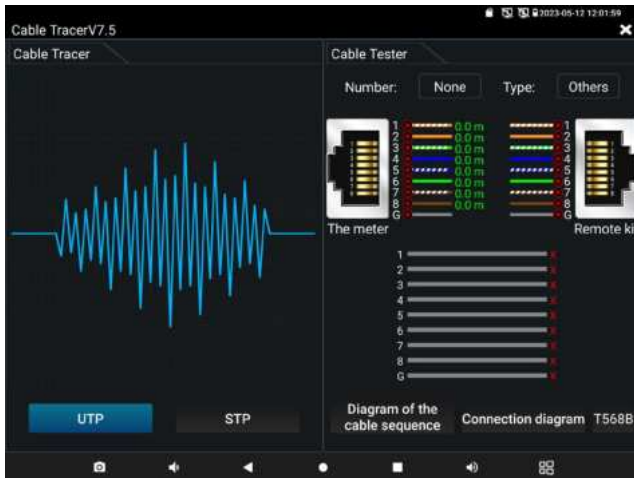 2023-05-12 12:01:59
Cable TracerV7.5
Cable Tracer
UTP
STP
Cable Tester
Number: None Type: Others
1 0.0 m 1
2 0.0 m 2
3 0.0 m 3
4 0.0 m 4
5 0.0 m 5
6 0.0 m 6
7 0.0 m 7
8 0.0 m 8
G G
The meter Remote ki
1 X
2 X
3 X
4 X
5 X
6 X
7 X
8 X
G X
Diagram of the
cable sequence
Connection diagram T568B